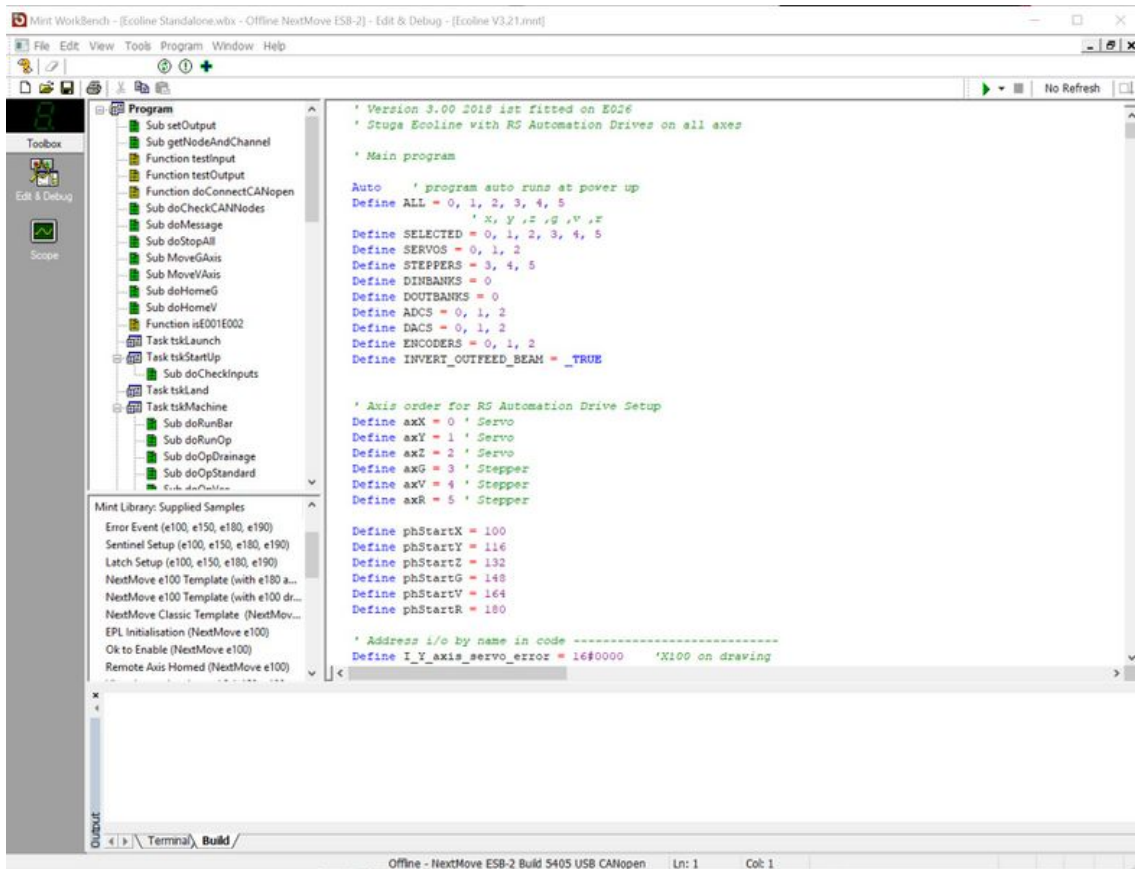 Mint WorkBench - [Ecoline Standalone.wbx - Offline NextMove ESB-2] - Edit & Debug - [Ecoline V3.21.mnt]
File Edit View Tools Program Window Help
No Refresh
Toolbox
Edit & Debug
Scope
Program
Sub setOutput
Sub getNodeAndChannel
Function testInput
Function testOutput
Function doConnectCANopen
Sub doCheckCANNodes
Sub doMessage
Sub doStopAll
Sub MoveGAxis
Sub MoveVAxis
Sub doHomeG
Sub doHomeV
Function isE001E002
Task tskLaunch
Task tskStartUp
Sub doCheckInputs
Task tskLand
Task tskMachine
Sub doRunBar
Sub doRunOp
Sub doOpDrainage
Sub doOpStandard
Mint Library: Supplied Samples
Error Event (e100, e150, e180, e190)
Sentinel Setup (e100, e150, e180, e190)
Latch Setup (e100, e150, e180, e190)
NextMove e100 Template (with e180 a...
NextMove e100 Template (with e100 dr...
NextMove Classic Template (NextMov...
EPL Initialisation (NextMove e100)
Ok to Enable (NextMove e100)
Remote Axis Homed (NextMove e100)
' Version 3.00 2018 ist fitted on E026
' Stuga Ecoline with RS Automation Drives on all axes
' Main program
Auto ' program auto runs at power up
Define ALL = 0, 1, 2, 3, 4, 5
' x, y ,z ,g ,v ,r
Define SELECTED = 0, 1, 2, 3, 4, 5
Define SERVOS = 0, 1, 2
Define STEPPERS = 3, 4, 5
Define DINBANKS = 0
Define DOUTBANKS = 0
Define ADCS = 0, 1, 2
Define DACS = 0, 1, 2
Define ENCODERS = 0, 1, 2
Define INVERT_OUTFEED_BEAM = _TRUE
' Axis order for RS Automation Drive Setup
Define axX = 0 ' Servo
Define axY = 1 ' Servo
Define axZ = 2 ' Servo
Define axG = 3 ' Stepper
Define axV = 4 ' Stepper
Define axR = 5 ' Stepper
Define phStartX = 100
Define phStartY = 116
Define phStartZ = 132
Define phStartG = 148
Define phStartV = 164
Define phStartR = 180
' Address i/o by name in code ----------------------------
Define I_Y_axis_servo_error = 16#0000 'X100 on drawing
Output
Terminal Build
Offline - NextMove ESB-2 Build 5405 USB CANopen Ln: 1 Col: 1